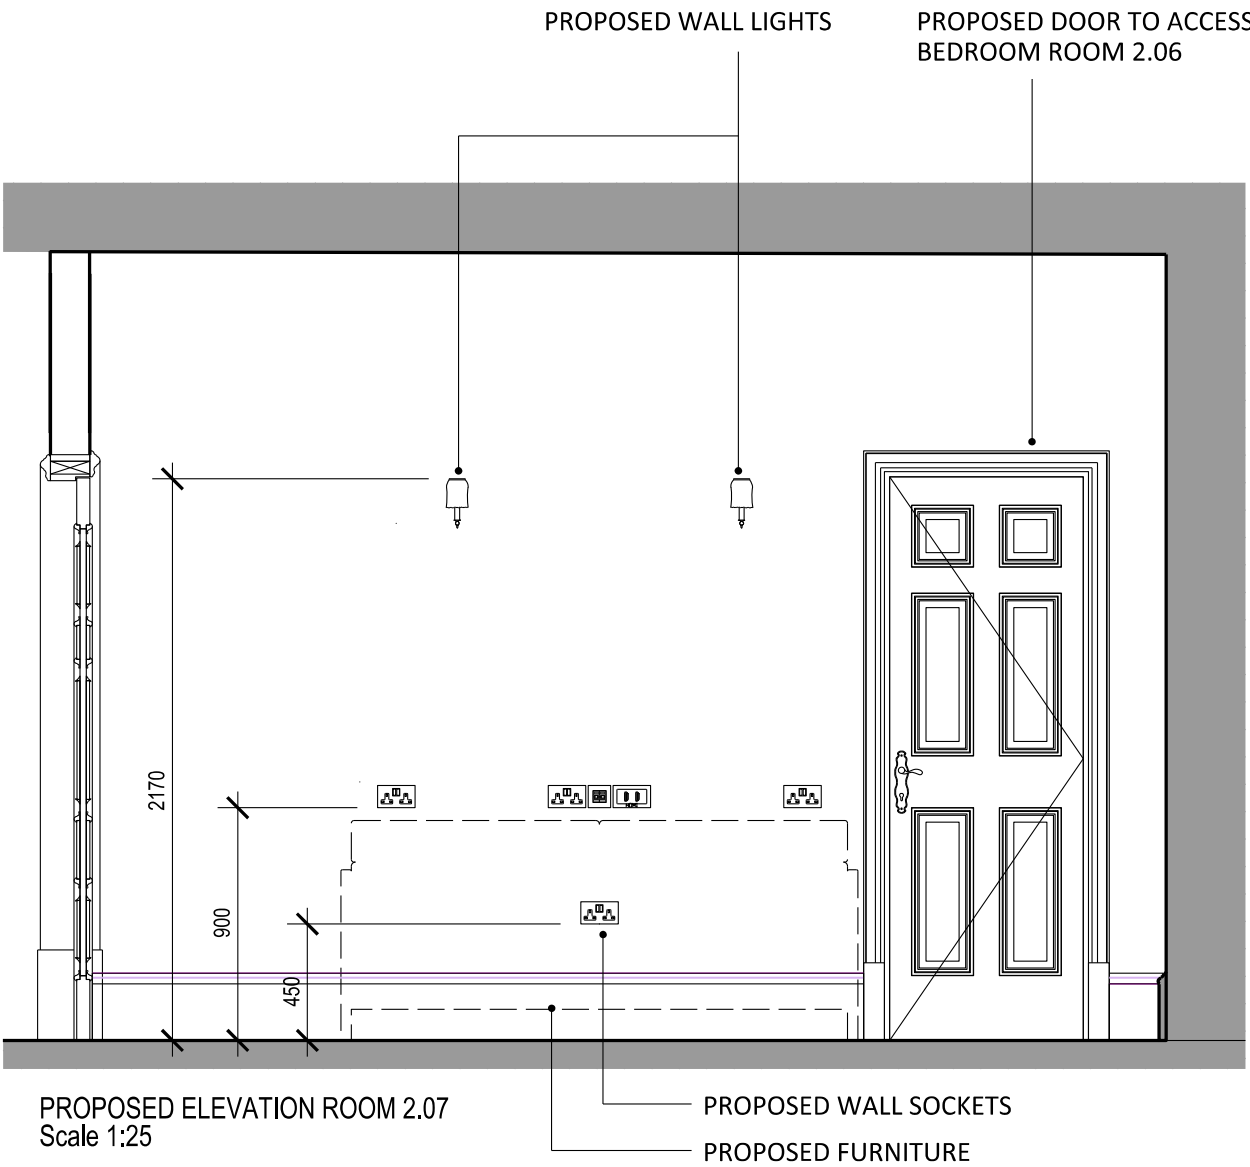 PROPOSED WALL LIGHTS
PROPOSED DOOR TO ACCESS
BEDROOM ROOM 2.06
2170
900
450
PROPOSED ELEVATION ROOM 2.07
Scale 1:25
PROPOSED WALL SOCKETS
PROPOSED FURNITURE